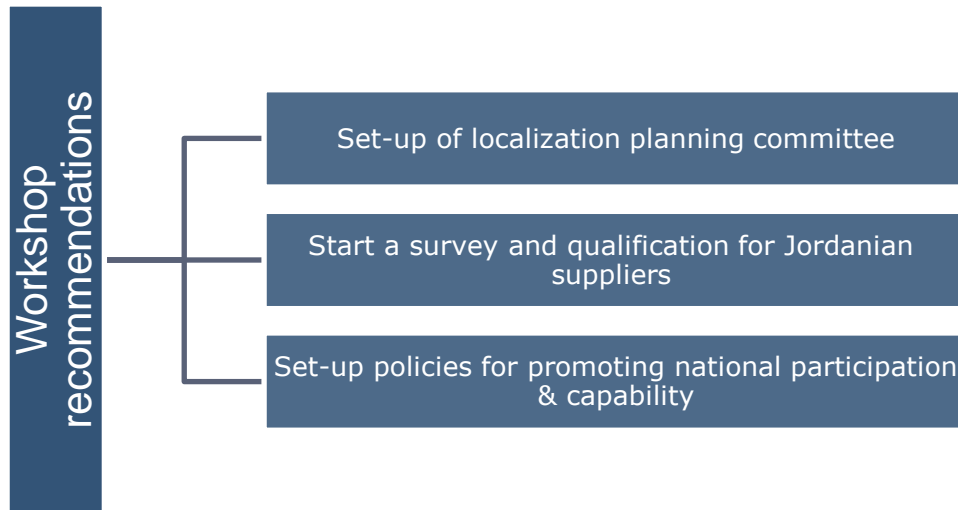 Workshop
recommendations
Set-up of localization planning committee
Start a survey and qualification for Jordanian
suppliers
Set-up policies for promoting national participation
& capability